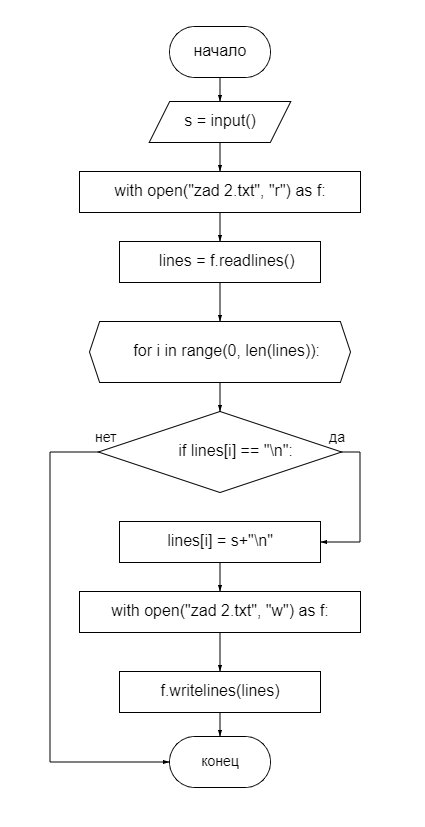 начало
s = input()
with open("zad 2.txt", "r") as f:
lines = f.readlines()
for i in range(0, len(lines)):
нет
да
if lines[i] == "\n":
lines[i] = s+"\n"
with open("zad 2.txt", "w") as f:
f.writelines(lines)
конец